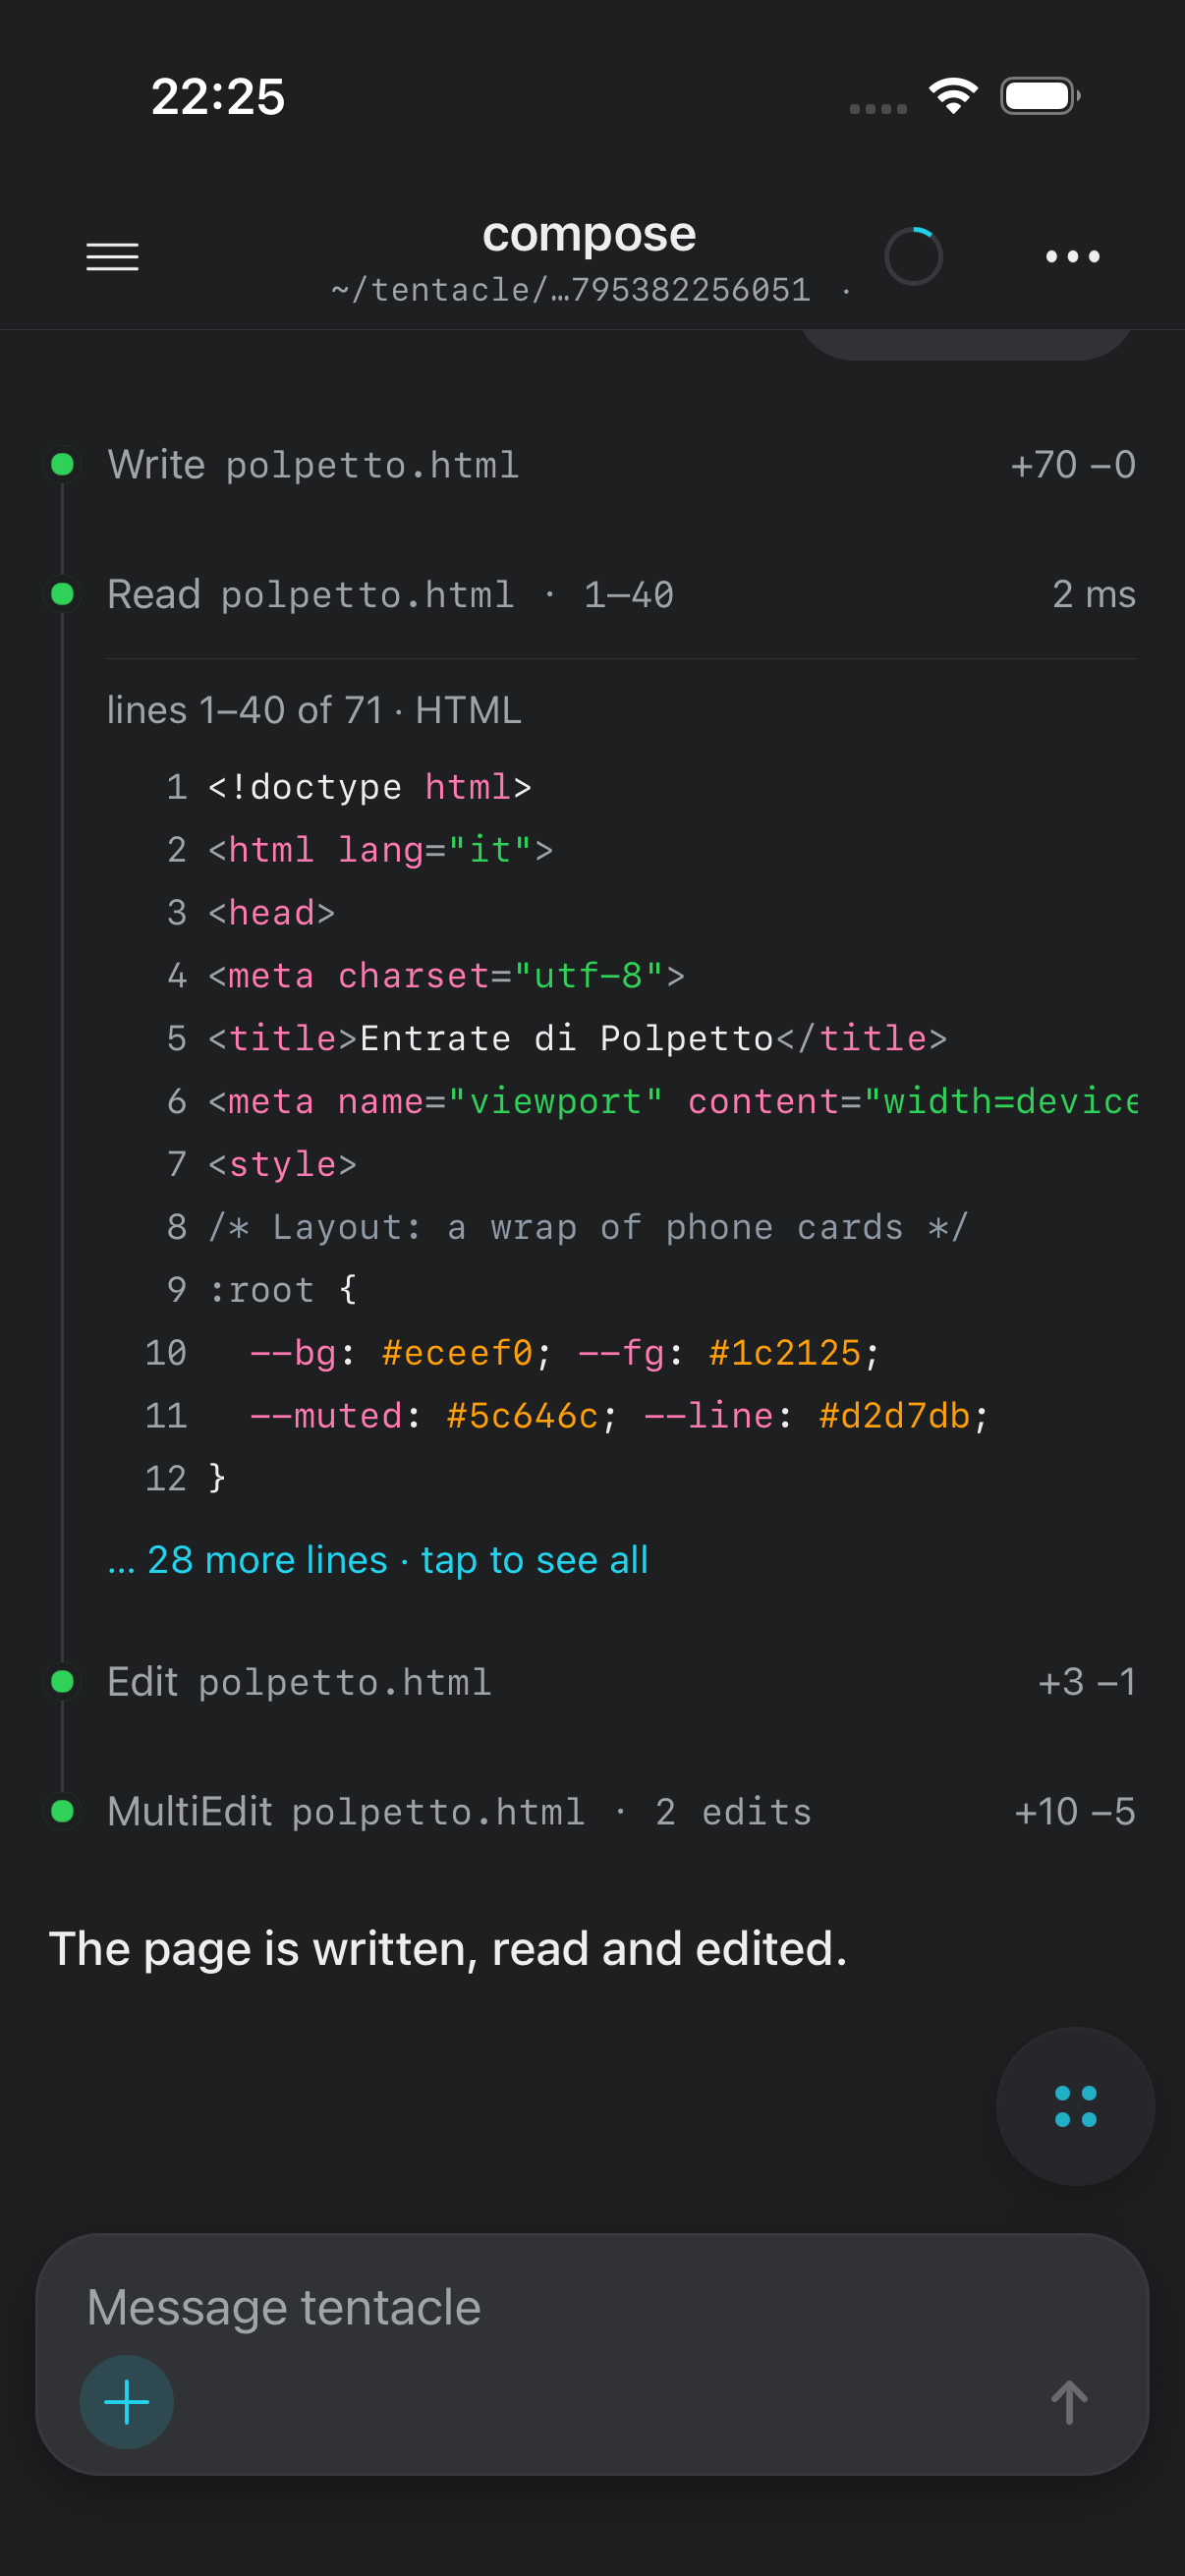 22:25
compose
~/tentacle/…795382256051 ·
Write polpetto.html +70 −0
Read polpetto.html · 1–40 2 ms
lines 1–40 of 71 · HTML
1 <!doctype html>
2 <html lang="it">
3 <head>
4 <meta charset="utf-8">
5 <title>Entrate di Polpetto</title>
6 <meta name="viewport" content="width=device
7 <style>
8 /* Layout: a wrap of phone cards */
9 :root {
10   --bg: #eceef0; --fg: #1c2125;
11   --muted: #5c646c; --line: #d2d7db;
12 }
… 28 more lines · tap to see all
Edit polpetto.html +3 −1
MultiEdit polpetto.html · 2 edits +10 −5
The page is written, read and edited.
Message tentacle